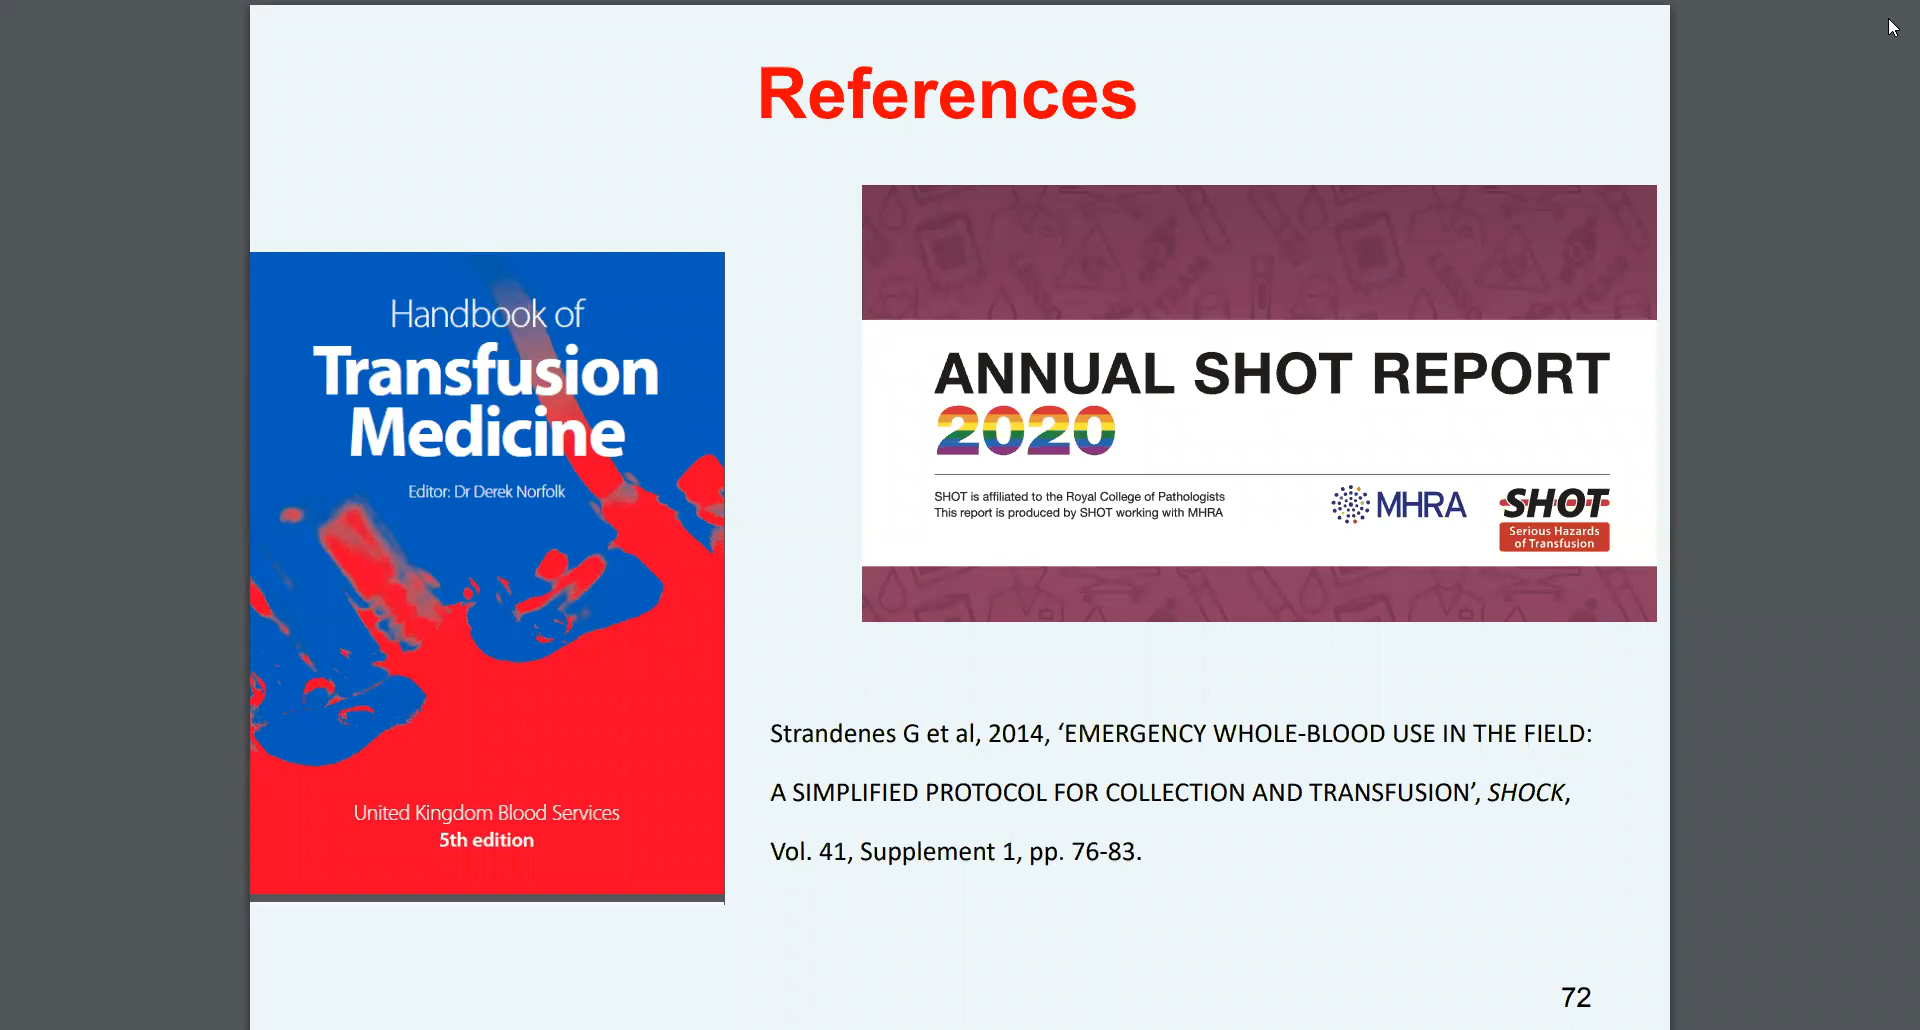 References
Handbook of
Transfusion
Medicine
Editor: Dr Derek Norfolk
United Kingdom Blood Services
5th edition
ANNUAL SHOT REPORT
2020
SHOT is affiliated to the Royal College of Pathologists
This report is produced by SHOT working with MHRA
MHRA
SHOT
Serious Hazards
of Transfusion
Strandenes G et al, 2014, ‘EMERGENCY WHOLE-BLOOD USE IN THE FIELD:
A SIMPLIFIED PROTOCOL FOR COLLECTION AND TRANSFUSION’, SHOCK,
Vol. 41, Supplement 1, pp. 76-83.
72